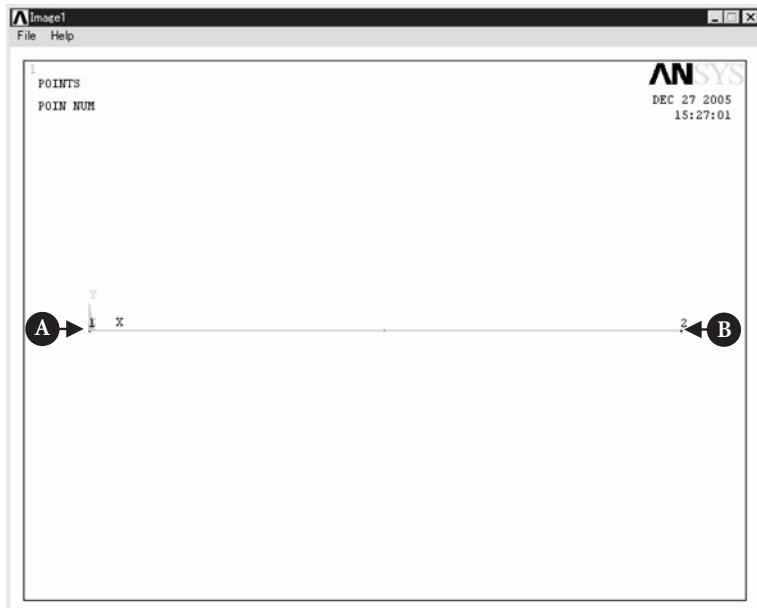 Image1
File Help
1
ANSYS
POINTS
POIN NUM
DEC 27 2005
15:27:01
Y
A 1 X 2 B